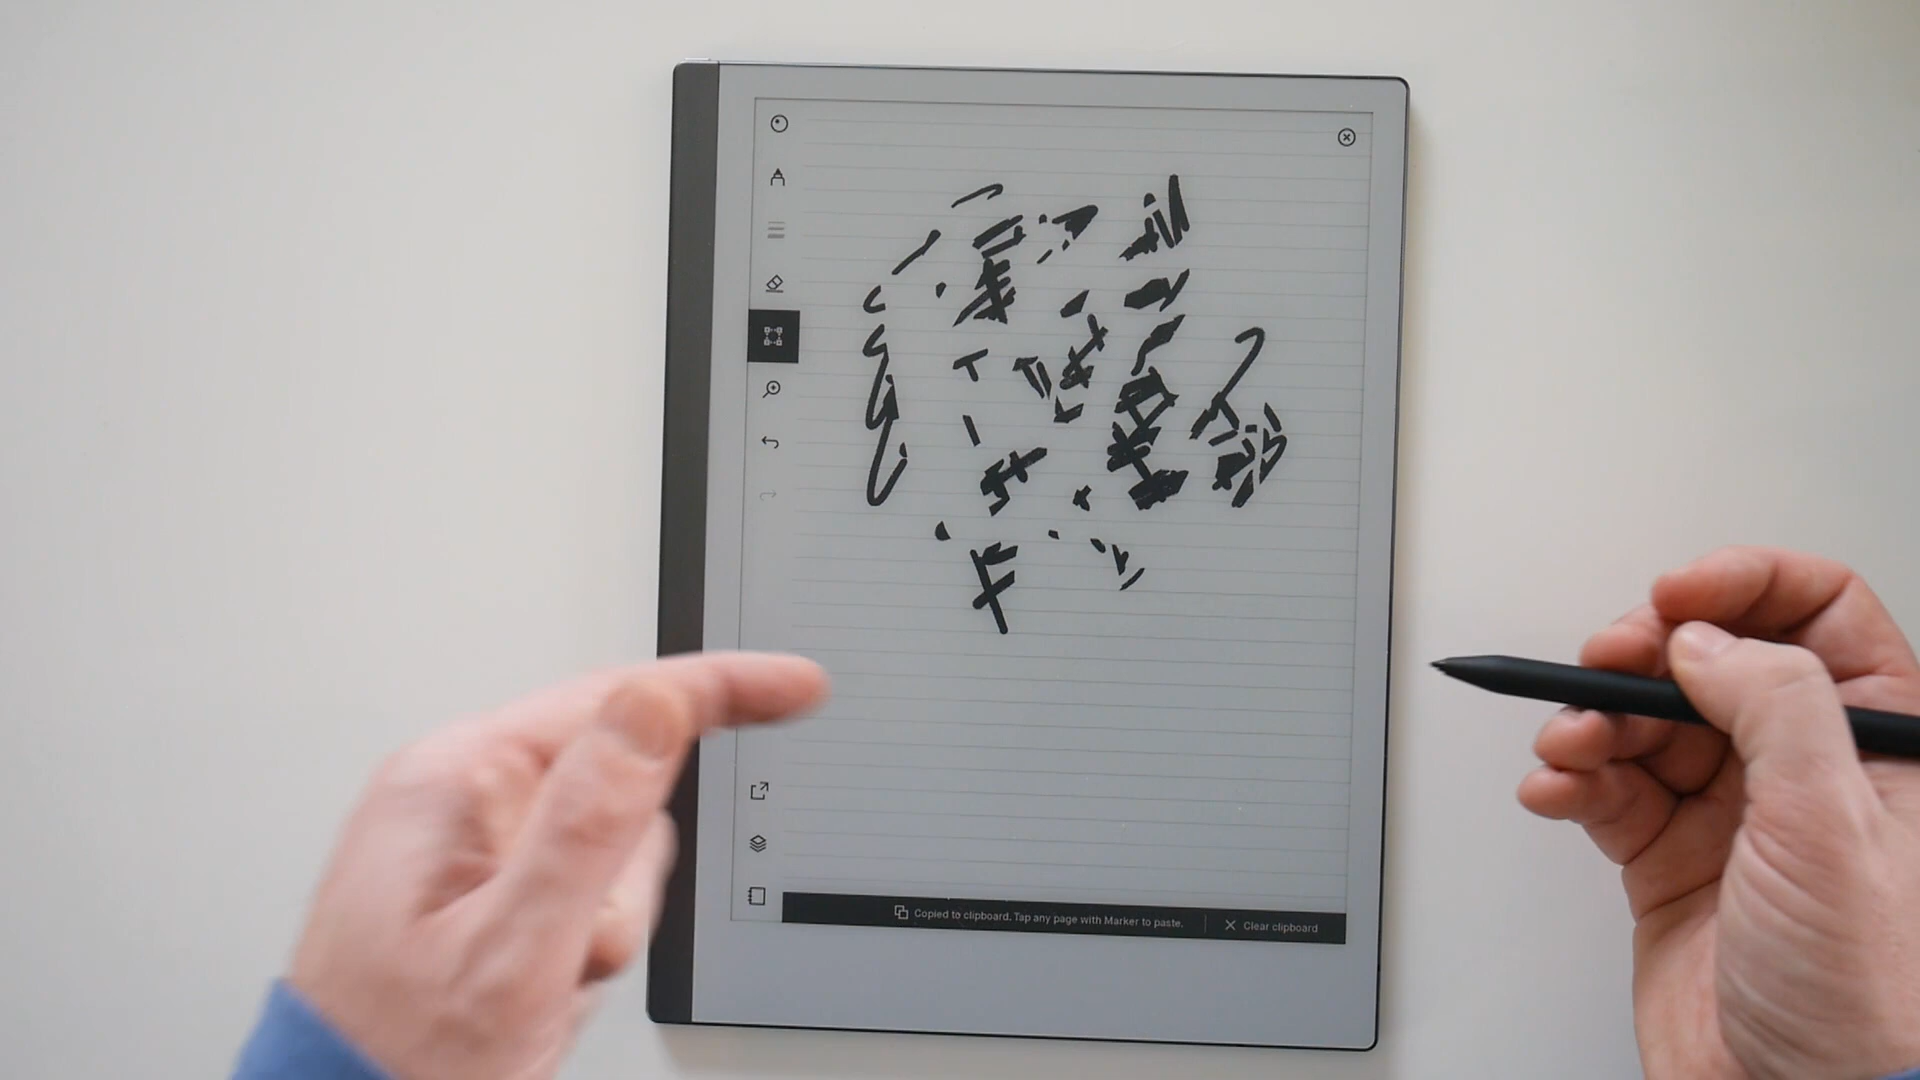 Copied to clipboard. Tap any page with Marker to paste.
Clear clipboard